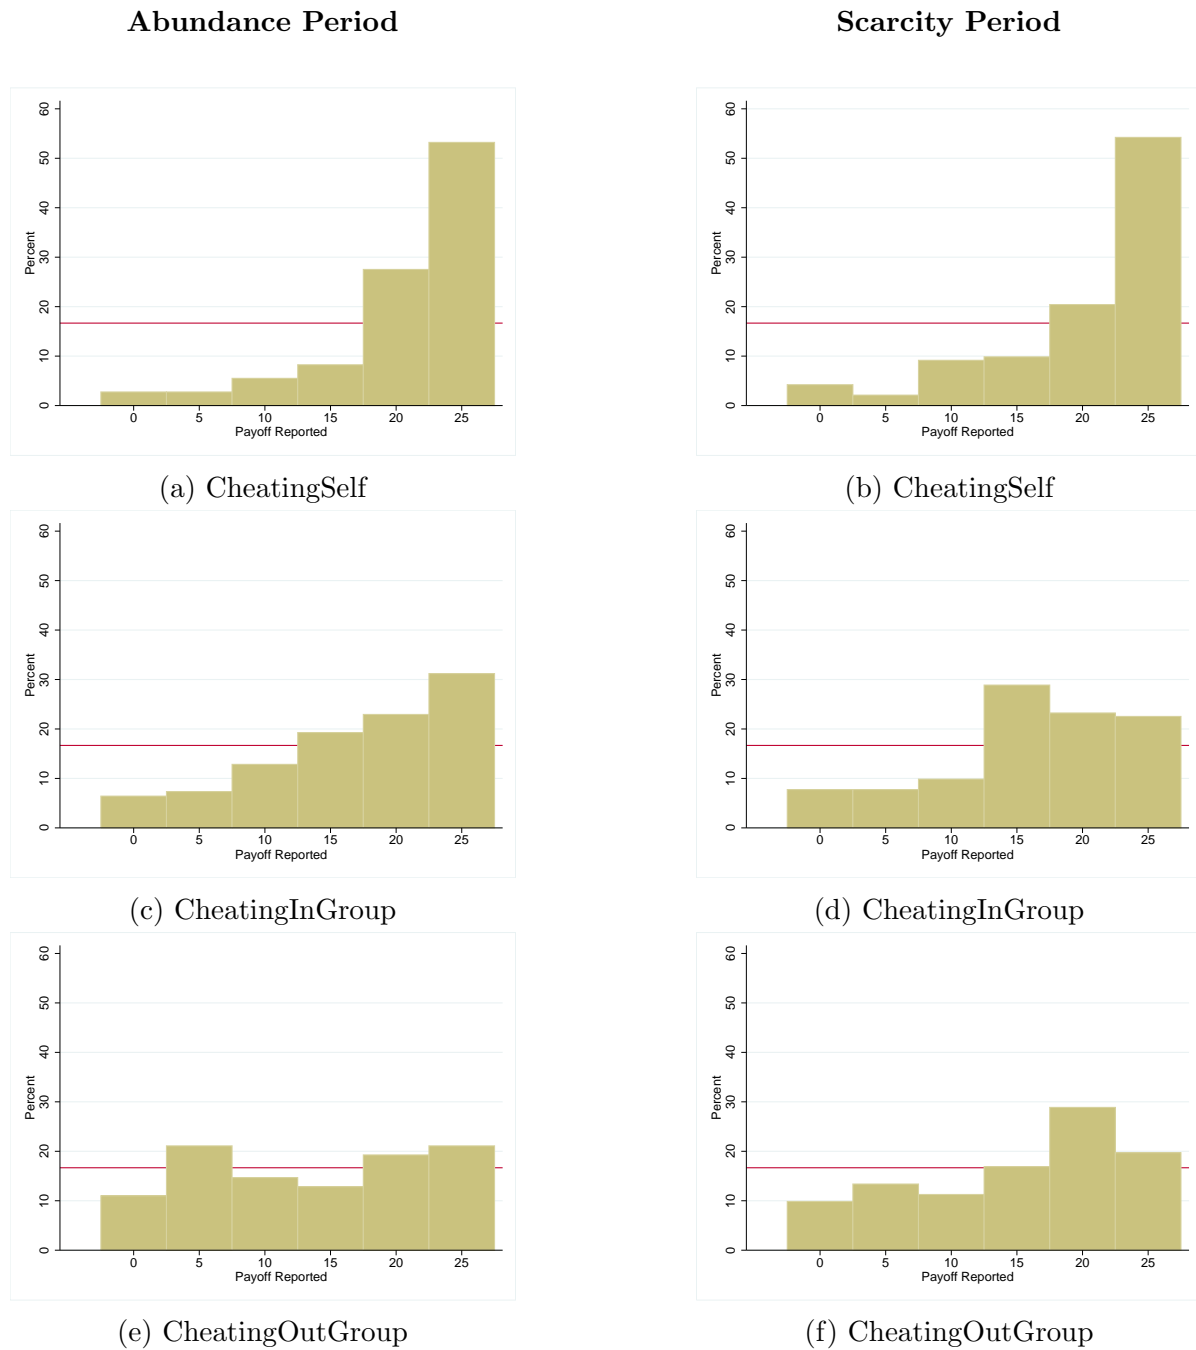 Abundance Period
Scarcity Period
60
50
40
30
20
10
0
Percent
0 5 10 15 20 25
Payoff Reported
(a) CheatingSelf
60
50
40
30
20
10
0
Percent
0 5 10 15 20 25
Payoff Reported
(b) CheatingSelf
60
50
40
30
20
10
0
Percent
0 5 10 15 20 25
Payoff Reported
(c) CheatingInGroup
60
50
40
30
20
10
0
Percent
0 5 10 15 20 25
Payoff Reported
(d) CheatingInGroup
60
50
40
30
20
10
0
Percent
0 5 10 15 20 25
Payoff Reported
(e) CheatingOutGroup
60
50
40
30
20
10
0
Percent
0 5 10 15 20 25
Payoff Reported
(f) CheatingOutGroup